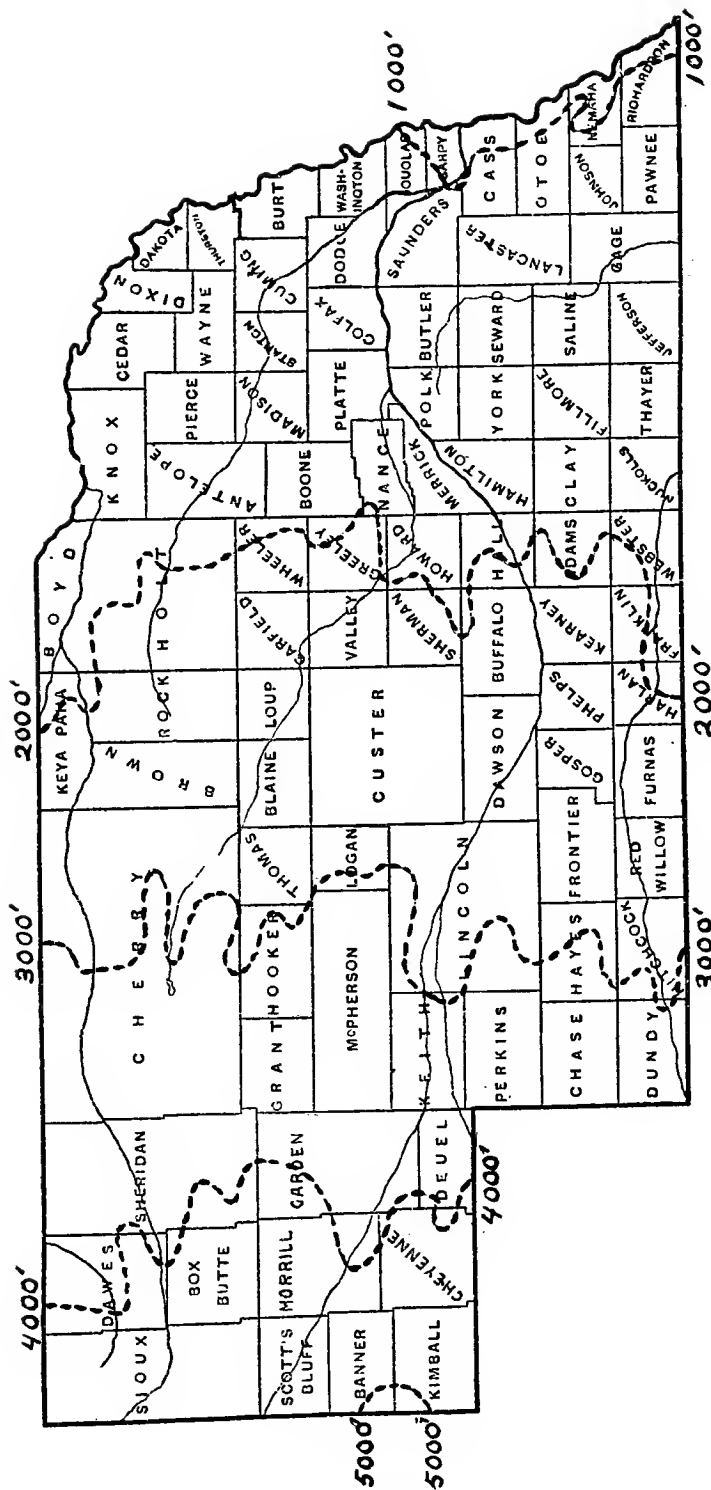 4000'
3000'
2000'
1000'
SIOUX
DAWES
SHERIDAN
CHERRY
KEYA PAHA
BOYD
BROWN
ROCK
HOLT
KNOX
CEDAR
DIXON
DAKOTA
THURSTON
ANTELOPE
PIERCE
WAYNE
BOX
BUTTE
SCOTT'S
BLUFF
MORRILL
GARDEN
GRANT
HOOKER
THOMAS
BLAINE
LOUP
GARFIELD
WHEELER
BOONE
MADISON
STANTON
CUMING
BURT
BANNER
KIMBALL
CHEYENNE
DEUEL
McPHERSON
LOGAN
CUSTER
VALLEY
GREELEY
SHERMAN
HOWARD
NANCE
MERRICK
PLATTE
COLFAX
DODGE
WASH-
INGTON
DOUGLAS
SARPY
SAUNDERS
KEITH
LINCOLN
PERKINS
DAWSON
BUFFALO
HALL
HAMILTON
POLK
BUTLER
YORK
SEWARD
LANCASTER
CASS
OTOE
CHASE
HAYES
FRONTIER
GOSPER
PHELPS
KEARNEY
ADAMS
CLAY
FILLMORE
SALINE
GAGE
JOHNSON
NEMAHA
DUNDY
HITCHCOCK
RED
WILLOW
FURNAS
HARLAN
FRANKLIN
WEBSTER
NUCKOLLS
THAYER
JEFFERSON
PAWNEE
RICHARDSON
5000'
5000'
4000'
3000'
2000'
1000'